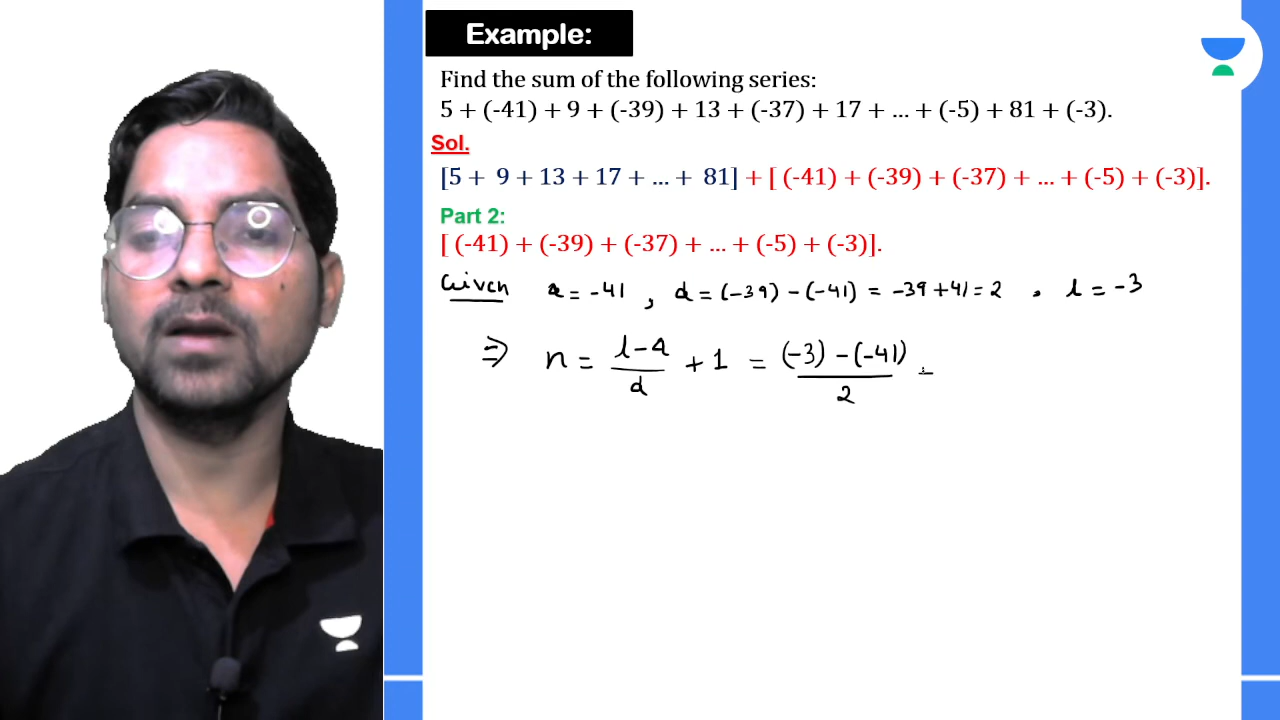 Example:
Find the sum of the following series:
5 + (-41) + 9 + (-39) + 13 + (-37) + 17 + ... + (-5) + 81 + (-3).
Sol.
[5 + 9 + 13 + 17 + ... + 81] + [ (-41) + (-39) + (-37) + ... + (-5) + (-3)].
Part 2:
[ (-41) + (-39) + (-37) + ... + (-5) + (-3)].
Given a = -41 , d = (-39) - (-41) = -39 + 41 = 2 , l = -3
⇒ n = \frac{l-a}{d} + 1 = \frac{(-3) - (-41)}{2}